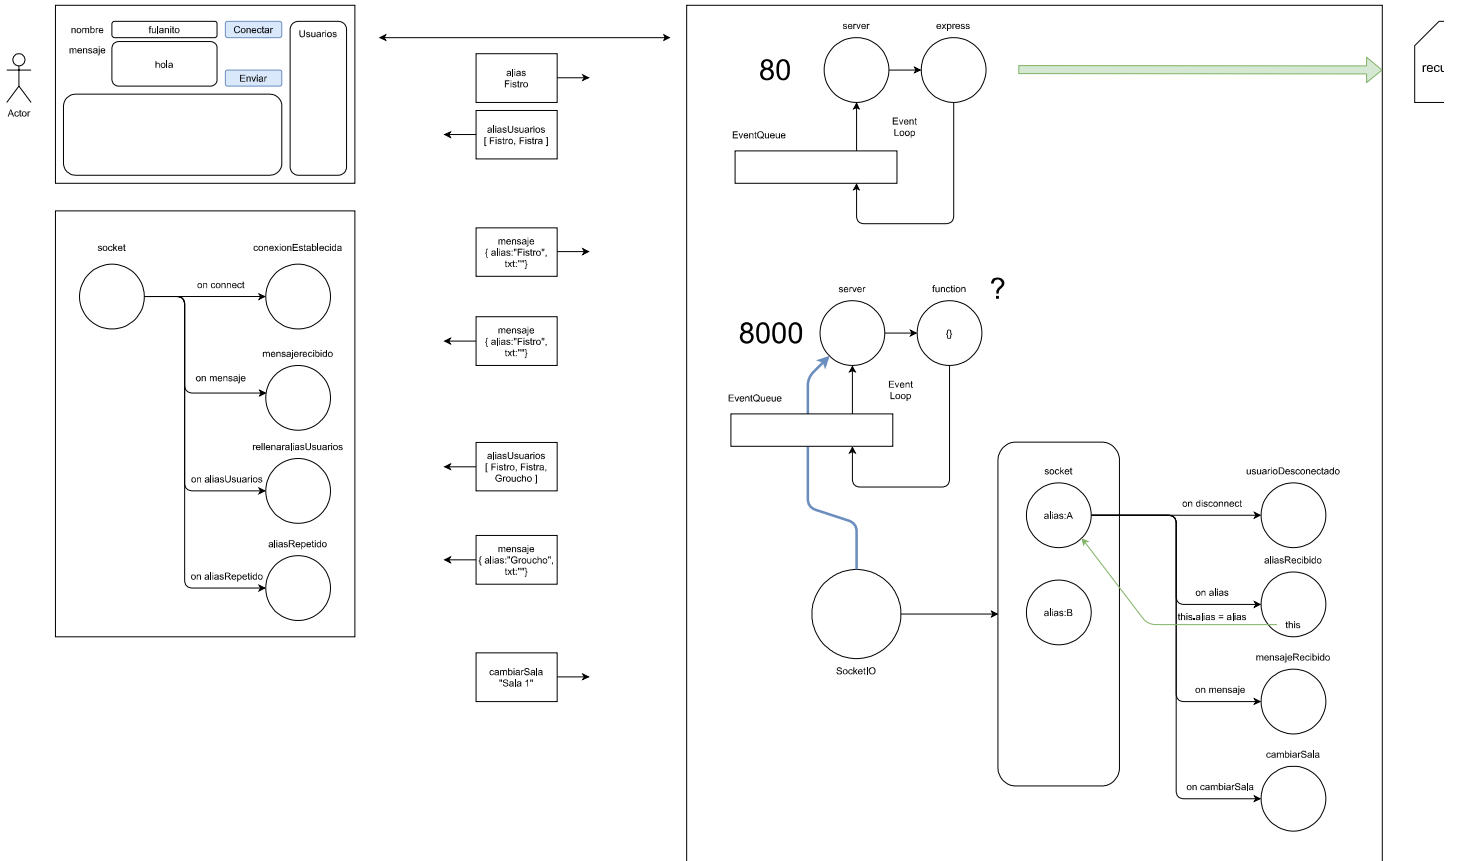 nombre
fulanito
Conectar
Usuarios
mensaje
hola
Enviar
Actor
alias
Fistro
aliasUsuarios
[ Fistro, Fistra ]
mensaje
{ alias:"Fistro",
txt:""}
mensaje
{ alias:"Fistro",
txt:""}
aliasUsuarios
[ Fistro, Fistra,
Groucho ]
mensaje
{ alias:"Groucho",
txt:""}
cambiarSala
"Sala 1"
socket
conexionEstablecida
on connect
mensajerecibido
on mensaje
rellenaraliasUsuarios
on aliasUsuarios
aliasRepetido
on aliasRepetido
server
express
80
Event
Loop
EventQueue
server
function
?
8000
{}
Event
Loop
EventQueue
SocketIO
socket
alias:A
alias:B
usuarioDesconectado
on disconnect
aliasRecibido
on alias
this.alias = alias
this
mensajeRecibido
on mensaje
cambiarSala
on cambiarSala